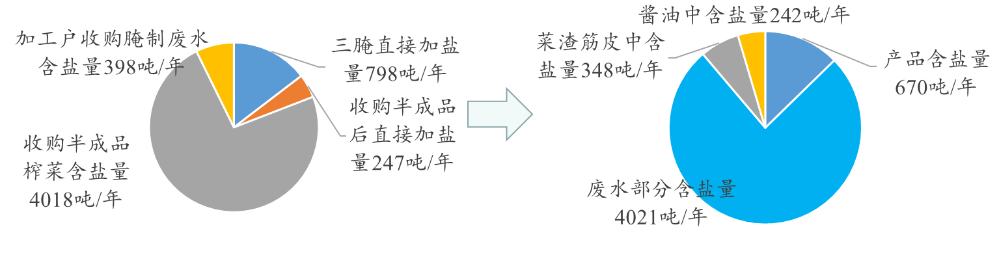 加工户收购腌制废水
含盐量398吨/年
三腌直接加盐
量798吨/年
收购半成品
后直接加盐
量247吨/年
收购半成品
榨菜含盐量
4018吨/年
酱油中含盐量242吨/年
菜渣筋皮中含
盐量348吨/年
产品含盐量
670吨/年
废水部分含盐量
4021吨/年